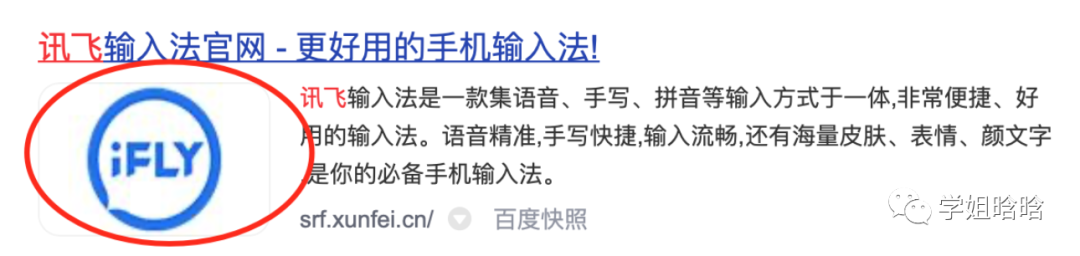 讯飞输入法官网 - 更好用的手机输入法!
讯飞输入法是一款集语音、手写、拼音等输入方式于一体,非常便捷、好
用的输入法。语音精准,手写快捷,输入流畅,还有海量皮肤、表情、颜文字
,是你的必备手机输入法。
iFLY
srf.xunfei.cn/ 百度快照
学姐晗晗